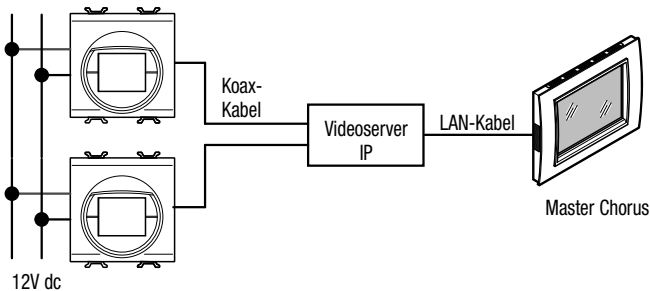 Koax-
Kabel
Videoserver
IP
LAN-Kabel
Master Chorus
12V dc